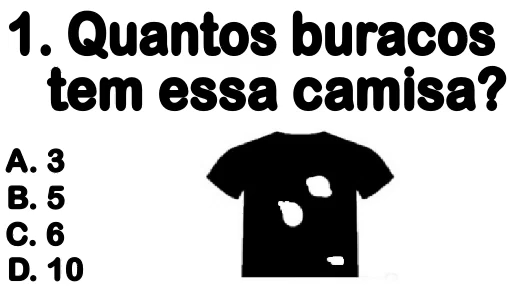 1. Quantos buracos
tem essa camisa?
A. 3
B. 5
C. 6
D. 10